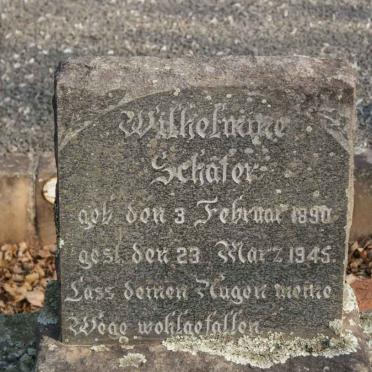 Wilhelmine
Schäfer
geb. den 3 Februar 1890
gest. den 23 März 1945.
Lass deinen Augen meine
Wege wohlgefallen